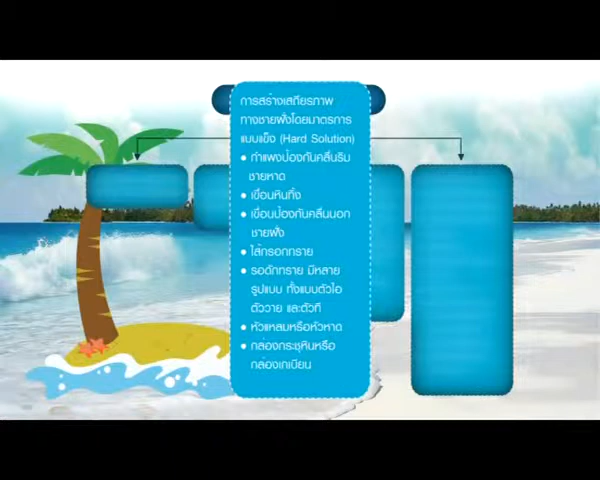 การสร้างเสถียรภาพ
ทางชายฝั่งโดยมาตรการ
แบบแข็ง (Hard Solution)
● กำแพงป้องกันคลื่นริม
ชายหาด
● เขื่อนหินทิ้ง
● เขื่อนป้องกันคลื่นนอก
ชายฝั่ง
● ไส้กรอกทราย
● รอดักทราย มีหลาย
รูปแบบ ทั้งแบบตัวไอ
ตัววาย และตัวที
● หัวแหลมหรือหัวหาด
● กล่องกระชุหินหรือ
กล่องเกเบียน